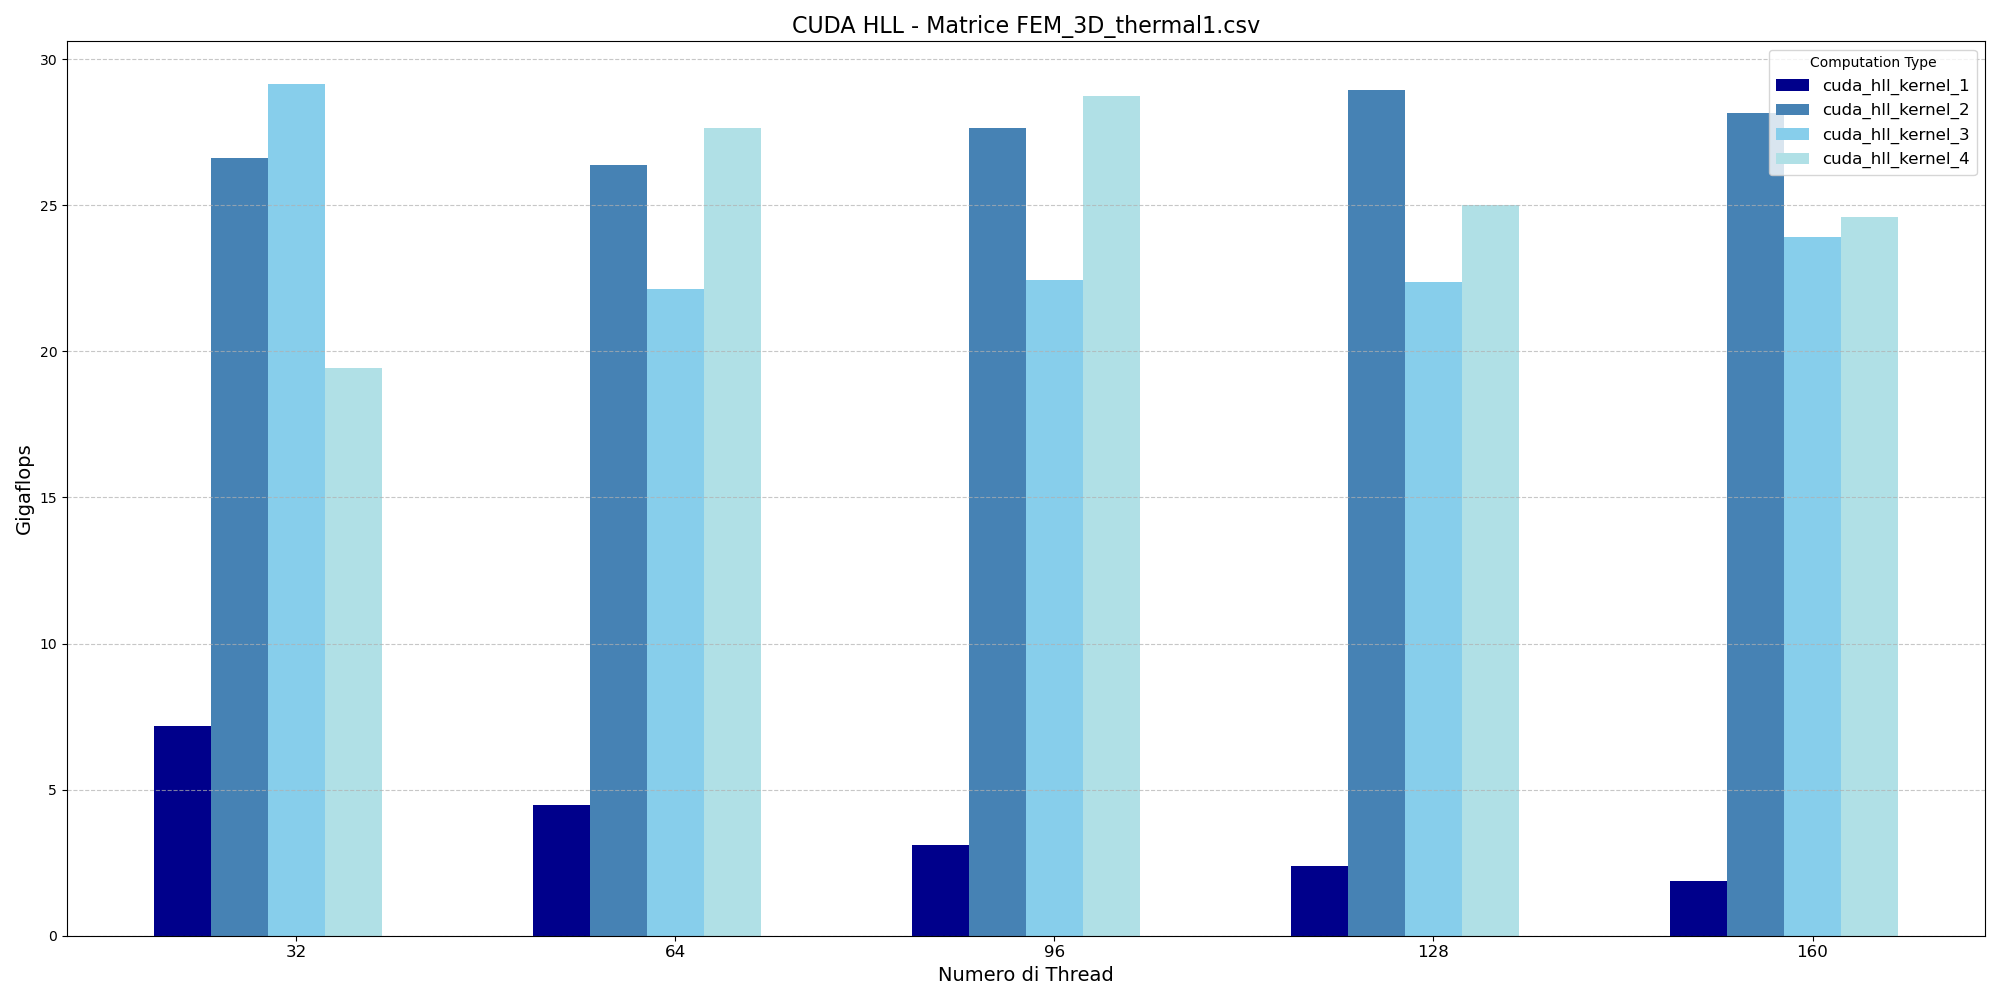 CUDA HLL - Matrice FEM_3D_thermal1.csv
Computation Type
cuda_hll_kernel_1
cuda_hll_kernel_2
cuda_hll_kernel_3
cuda_hll_kernel_4
Gigaflops
30
25
20
15
10
5
0
32 64 96 128 160
Numero di Thread